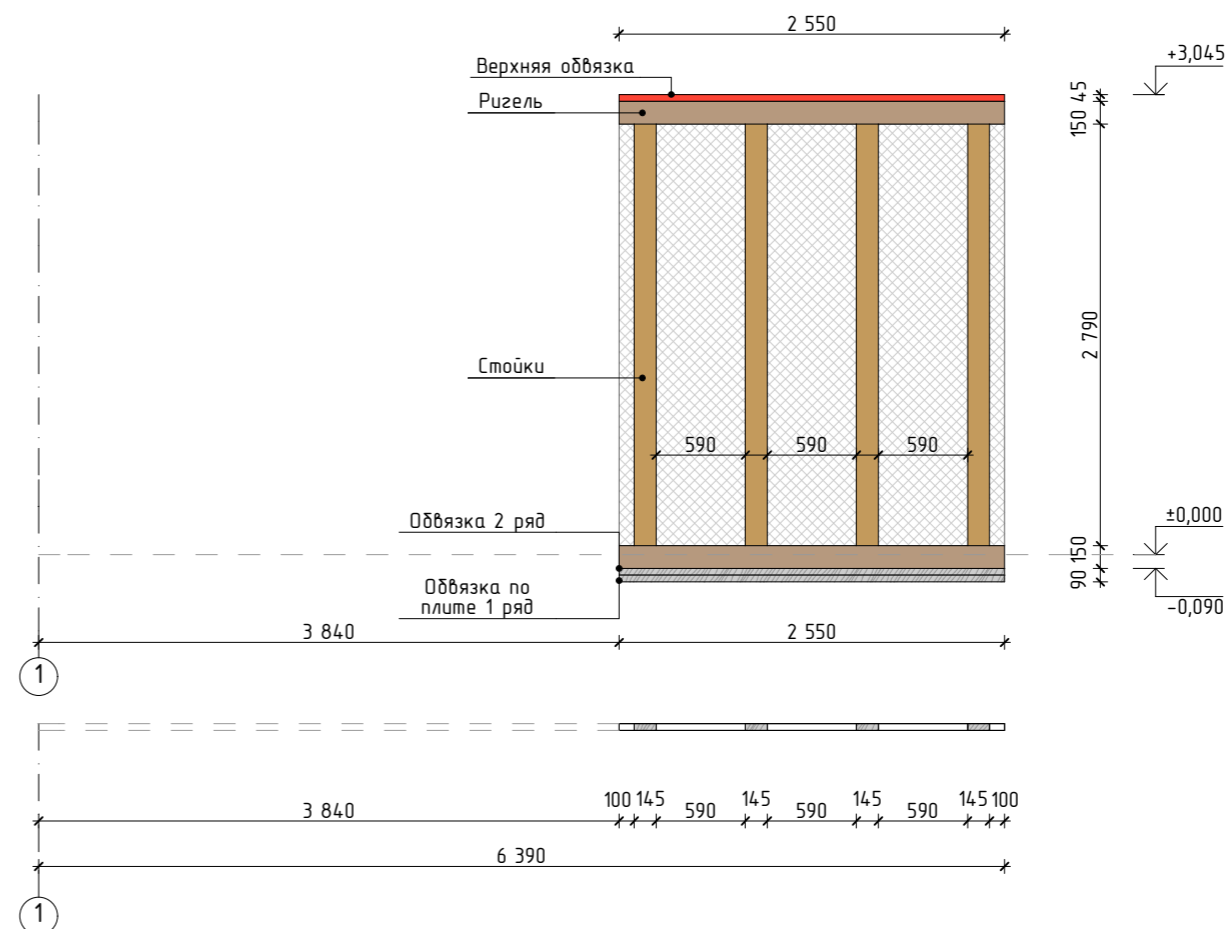 2 550
+3,045
Верхняя обвязка
Ригель
45
150
2 790
Стойки
590 590 590
Обвязка 2 ряд
±0,000
150
90
Обвязка по
плите 1 ряд
-0,090
3 840 2 550
1
3 840 100 145 590 145 590 145 590 145 100
6 390
1